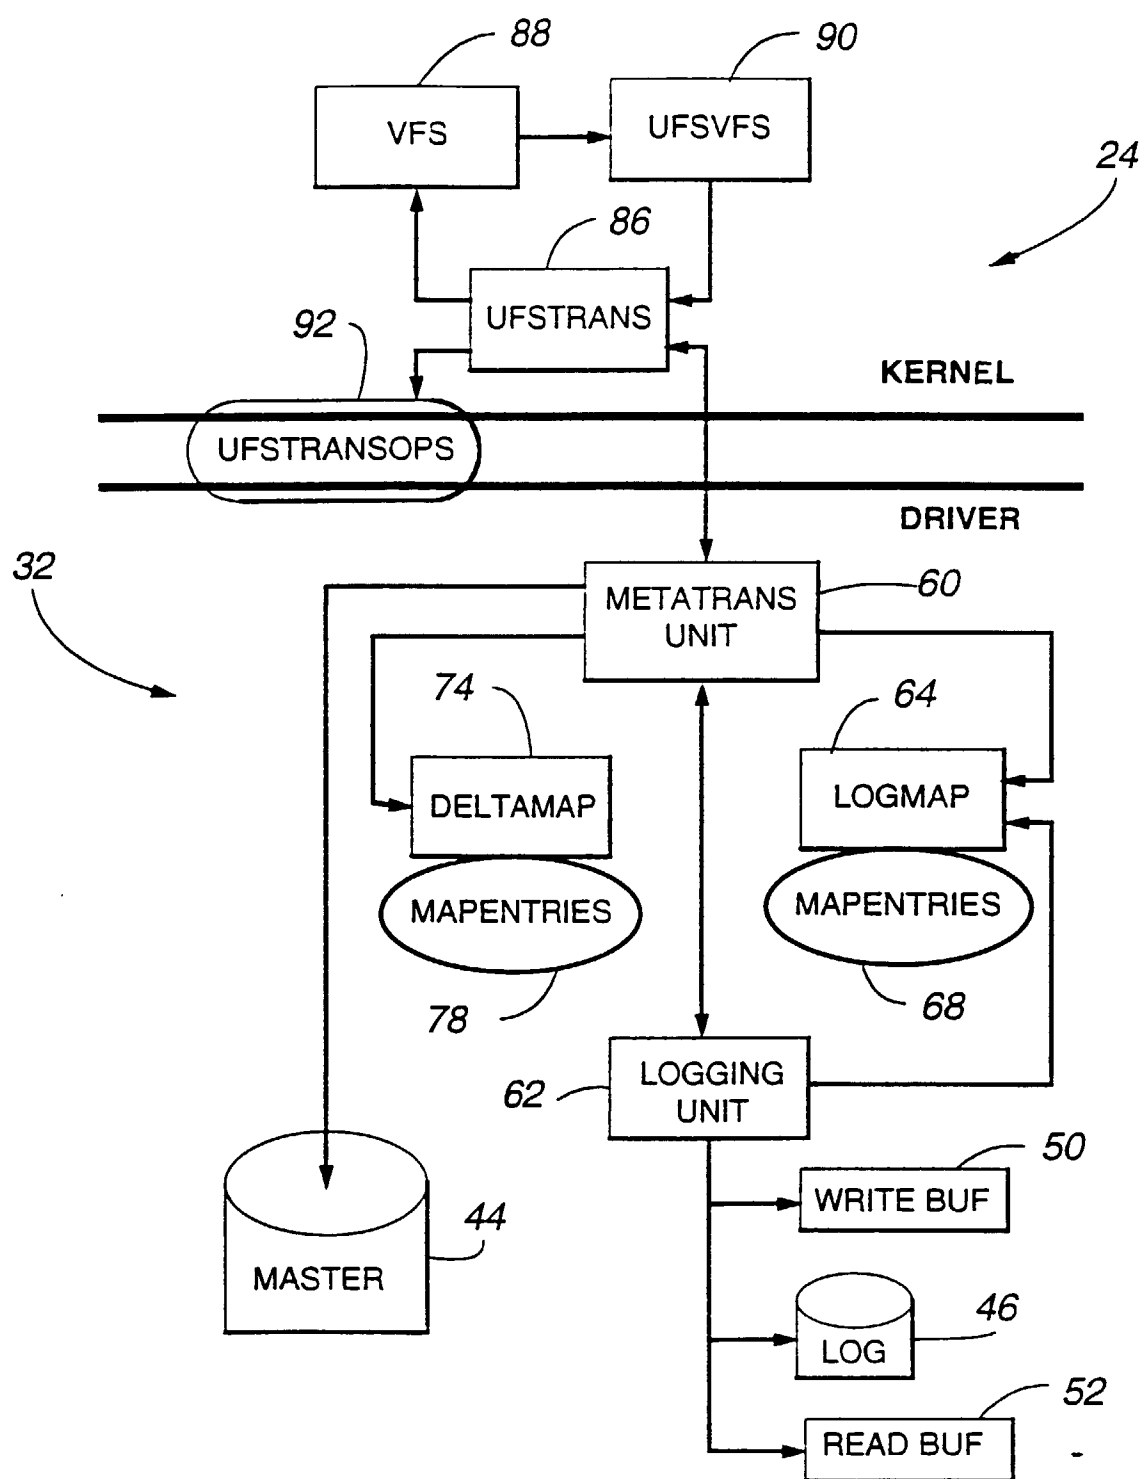 88
90
VFS
UFSVFS
24
86
UFSTRANS
92
KERNEL
UFSTRANSOPS
DRIVER
32
METATRANS
UNIT
60
74
64
DELTAMAP
LOGMAP
MAPENTRIES
MAPENTRIES
78
68
LOGGING
UNIT
62
50
WRITE BUF
44
MASTER
46
LOG
52
READ BUF